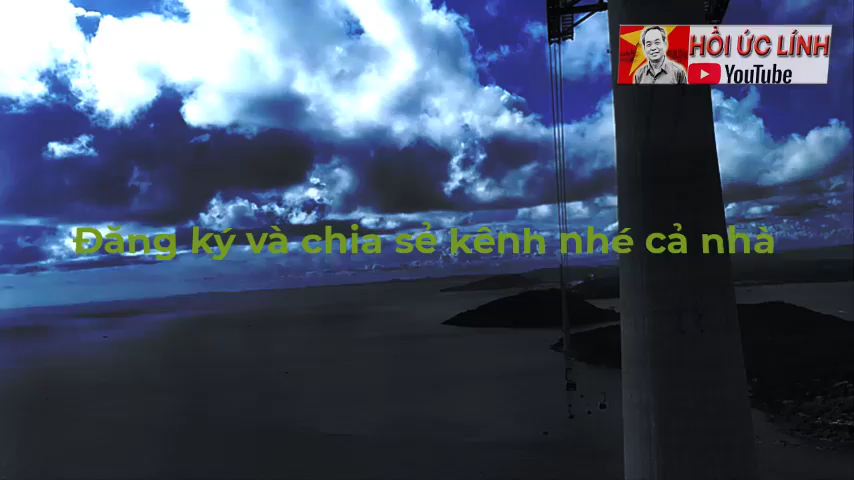 HỒI ỨC LÍNH
YouTube
Đăng ký và chia sẻ kênh nhé cả nhà